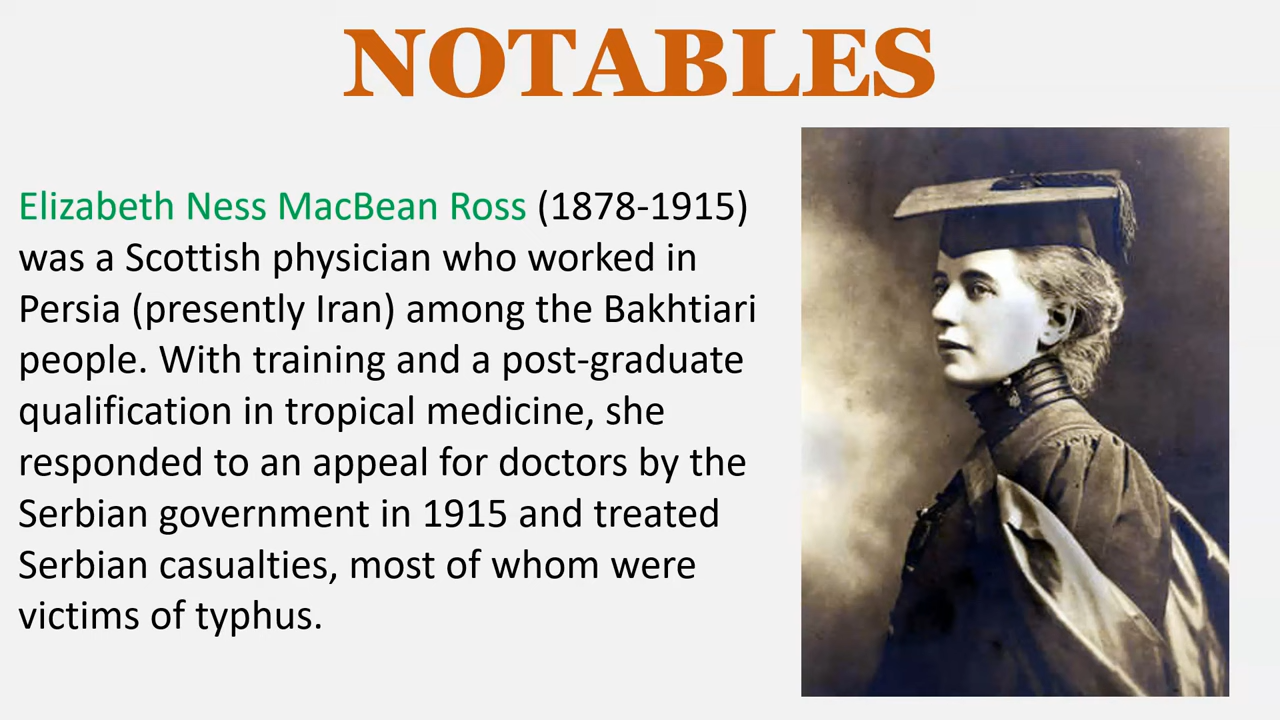 NOTABLES
Elizabeth Ness MacBean Ross (1878-1915)
was a Scottish physician who worked in
Persia (presently Iran) among the Bakhtiari
people. With training and a post-graduate
qualification in tropical medicine, she
responded to an appeal for doctors by the
Serbian government in 1915 and treated
Serbian casualties, most of whom were
victims of typhus.